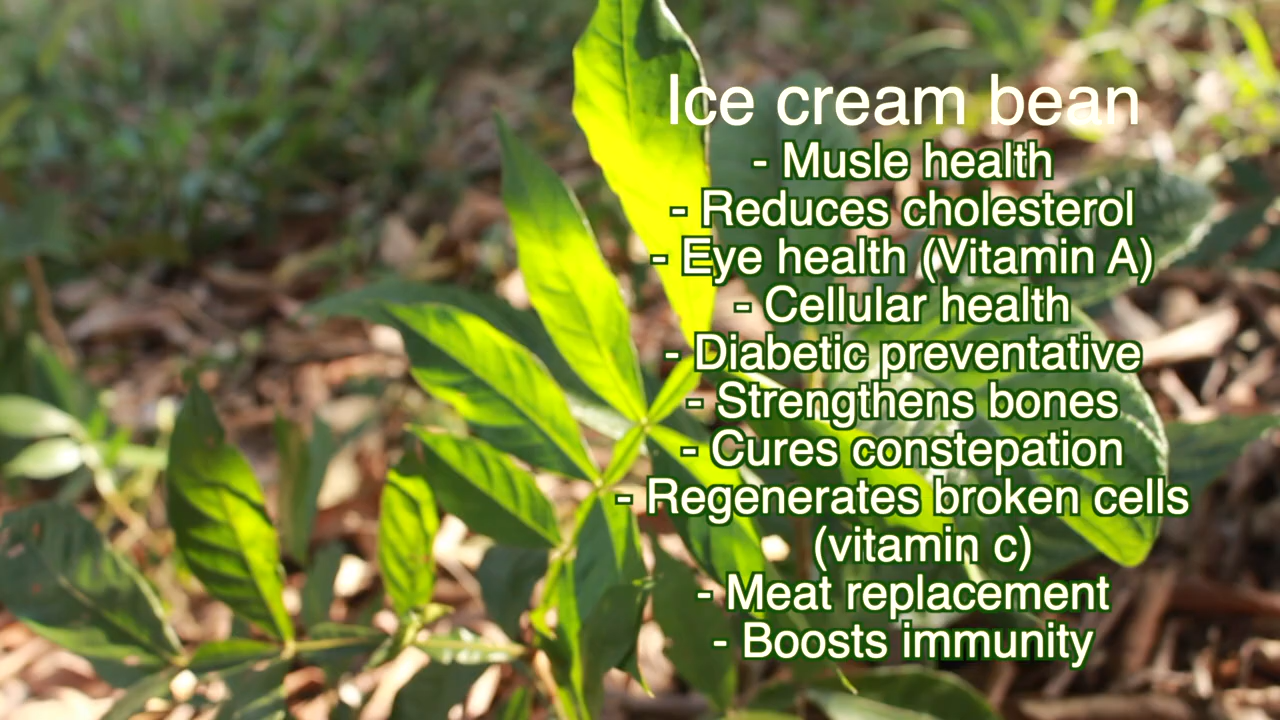 Ice cream bean
- Musle health
- Reduces cholesterol
- Eye health (Vitamin A)
- Cellular health
- Diabetic preventative
- Strengthens bones
- Cures constepation
- Regenerates broken cells
(vitamin c)
- Meat replacement
- Boosts immunity